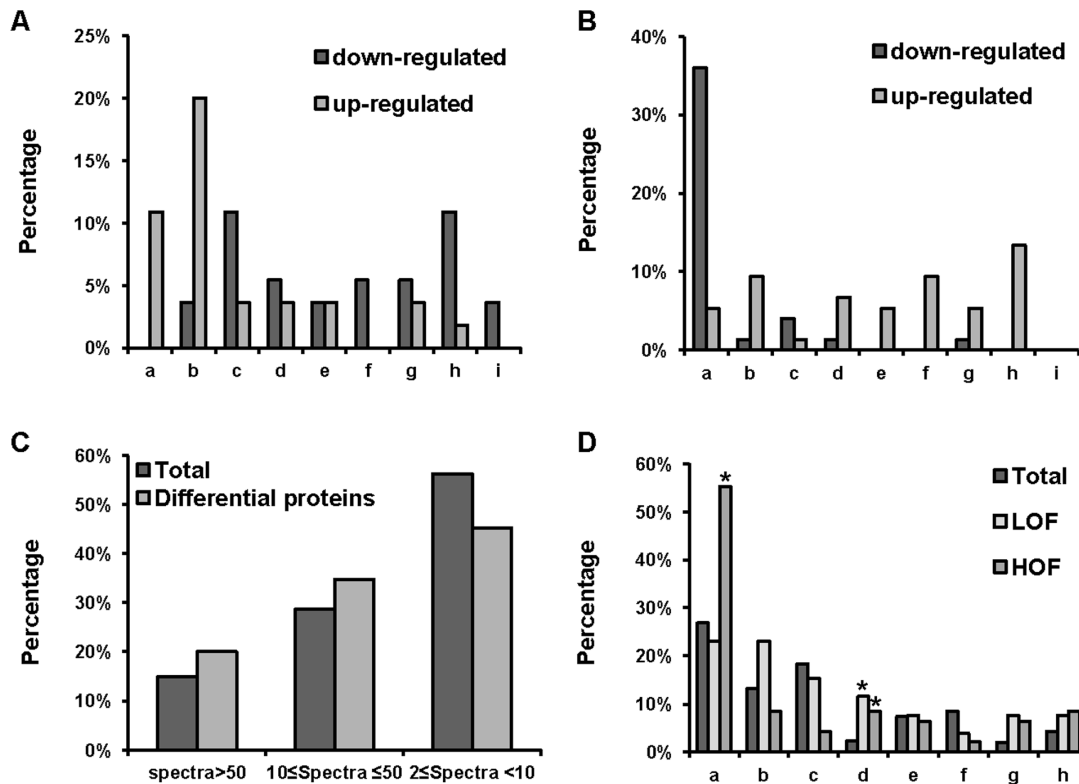 A
25%
20%
15%
10%
5%
0%
Percentage
down-regulated
up-regulated
a b c d e f g h i
B
40%
30%
20%
10%
0%
Percentage
down-regulated
up-regulated
a b c d e f g h i
C
60%
50%
40%
30%
20%
10%
0%
Percentage
Total
Differential proteins
spectra>50 10≤Spectra ≤50 2≤Spectra <10
D
60%
50%
40%
30%
20%
10%
0%
Percentage
Total
LOF
HOF
*
* *
a b c d e f g h